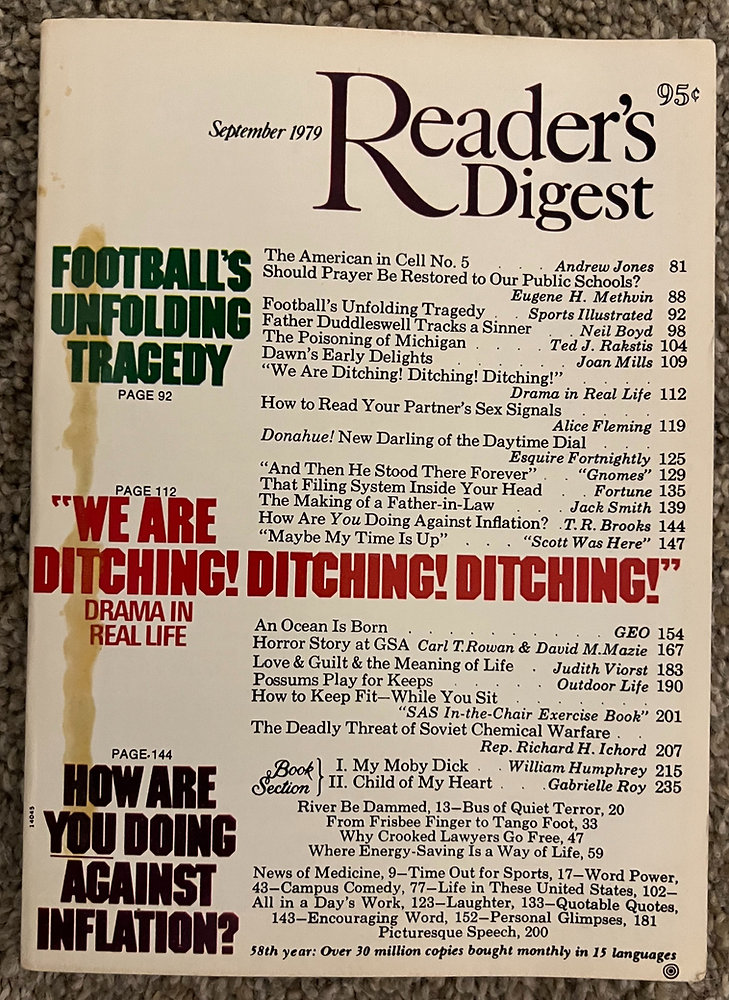 95¢
September 1979
Reader's
Digest
FOOTBALL'S
UNFOLDING
TRAGEDY
PAGE 92
The American in Cell No. 5 . . . Andrew Jones 81
Should Prayer Be Restored to Our Public Schools?
Eugene H. Methvin 88
Football's Unfolding Tragedy . . Sports Illustrated 92
Father Duddleswell Tracks a Sinner . . Neil Boyd 98
The Poisoning of Michigan . . . Ted J. Rakstis 104
Dawn's Early Delights . . . . . Joan Mills 109
"We Are Ditching! Ditching! Ditching!" . . . .
Drama in Real Life 112
How to Read Your Partner's Sex Signals . . . .
Alice Fleming 119
Donahue! New Darling of the Daytime Dial . . .
Esquire Fortnightly 125
"And Then He Stood There Forever" . . "Gnomes" 129
That Filing System Inside Your Head . . Fortune 135
The Making of a Father-in-Law . . . Jack Smith 139
How Are You Doing Against Inflation? . T. R. Brooks 144
"Maybe My Time Is Up" . . . "Scott Was Here" 147
PAGE 112
"WE ARE
DITCHING! DITCHING! DITCHING!"
DRAMA IN
REAL LIFE
An Ocean Is Born . . . . . . . . GEO 154
Horror Story at GSA Carl T. Rowan & David M. Mazie 167
Love & Guilt & the Meaning of Life . Judith Viorst 183
Possums Play for Keeps . . . . Outdoor Life 190
How to Keep Fit—While You Sit . . . . .
"SAS In-the-Chair Exercise Book" 201
The Deadly Threat of Soviet Chemical Warfare . .
Rep. Richard H. Ichord 207
Book
Section
I. My Moby Dick . . William Humphrey 215
II. Child of My Heart . . . Gabrielle Roy 235
PAGE 144
HOW ARE
YOU DOING
AGAINST
INFLATION?
14045
River Be Dammed, 13—Bus of Quiet Terror, 20
From Frisbee Finger to Tango Foot, 33
Why Crooked Lawyers Go Free, 47
Where Energy-Saving Is a Way of Life, 59
News of Medicine, 9—Time Out for Sports, 17—Word Power,
43—Campus Comedy, 77—Life in These United States, 102—
All in a Day's Work, 123—Laughter, 133—Quotable Quotes,
143—Encouraging Word, 152—Personal Glimpses, 181
Picturesque Speech, 200
58th year: Over 30 million copies bought monthly in 15 languages